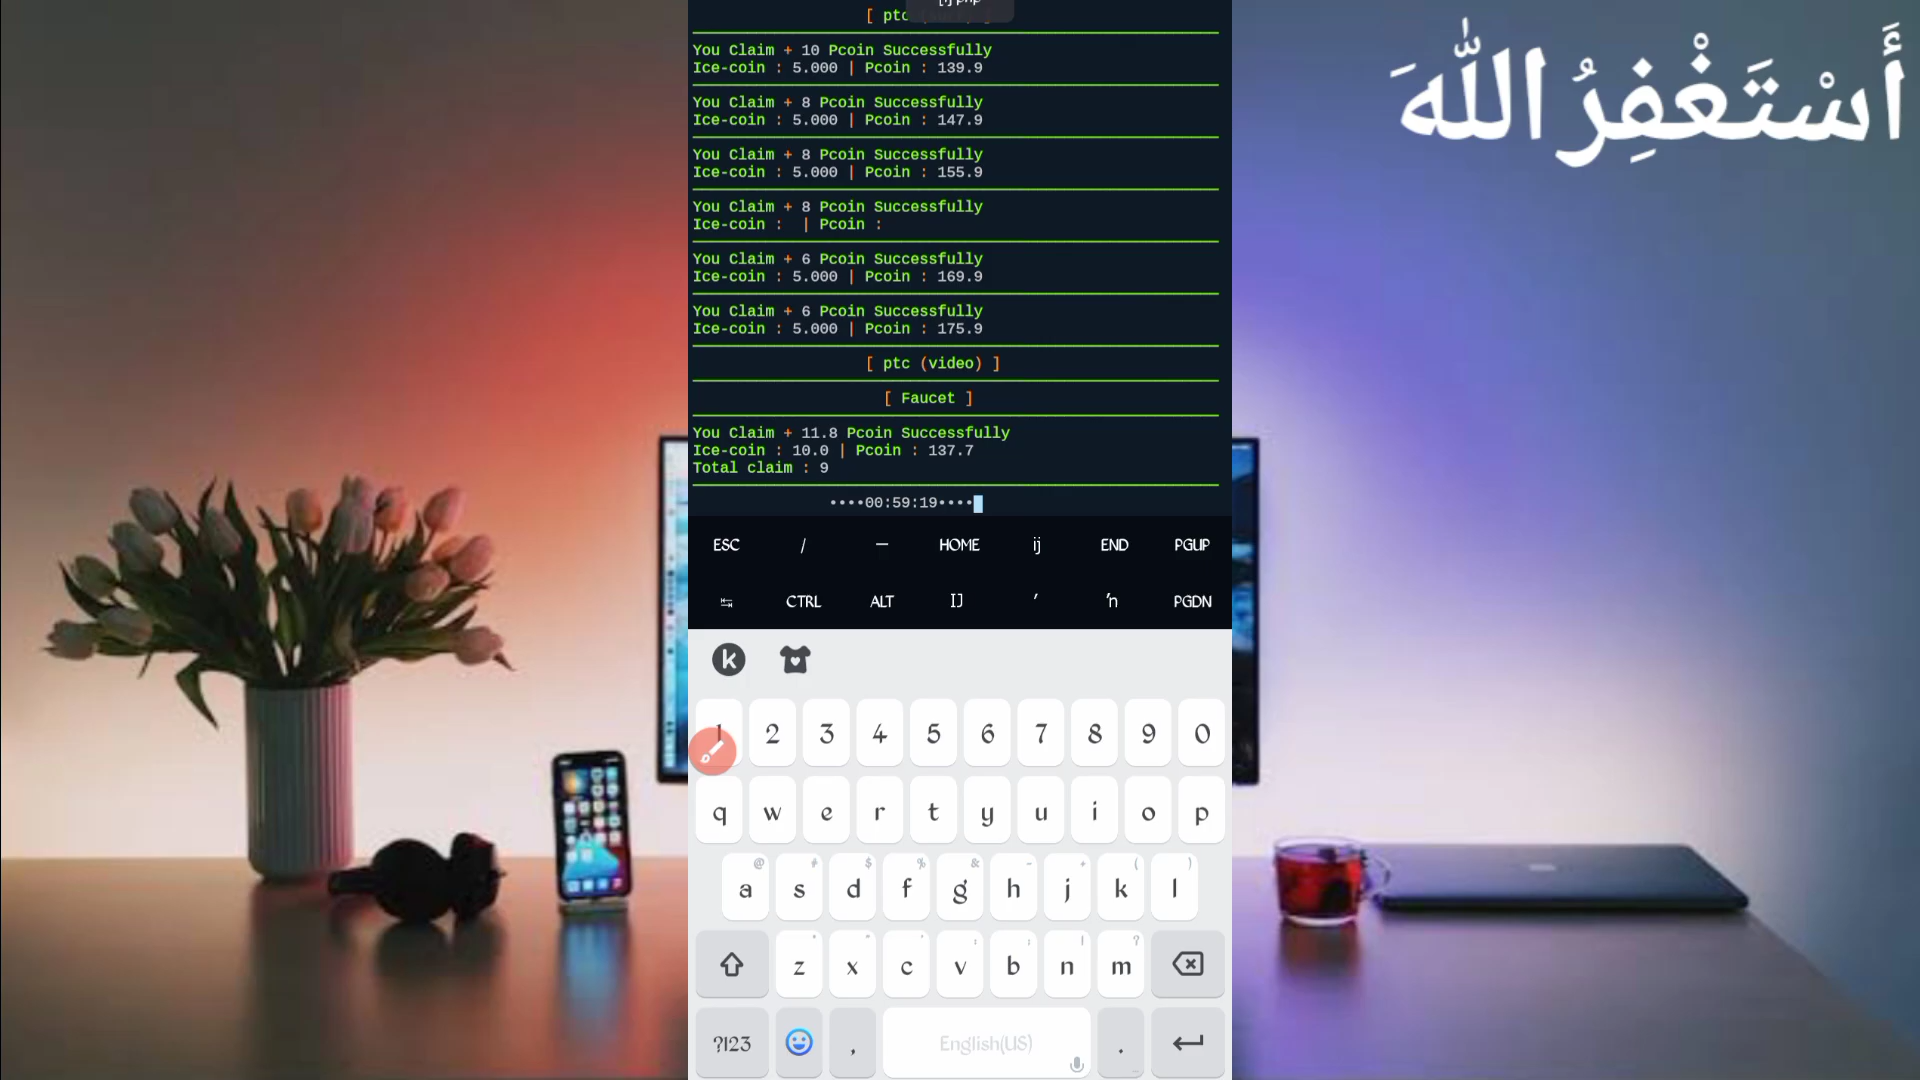 [ ptc
You Claim + 10 Pcoin Successfully
Ice-coin : 5.000 | Pcoin : 139.9
You Claim + 8 Pcoin Successfully
Ice-coin : 5.000 | Pcoin : 147.9
You Claim + 8 Pcoin Successfully
Ice-coin : 5.000 | Pcoin : 155.9
You Claim + 8 Pcoin Successfully
Ice-coin :  | Pcoin :
You Claim + 6 Pcoin Successfully
Ice-coin : 5.000 | Pcoin : 169.9
You Claim + 6 Pcoin Successfully
Ice-coin : 5.000 | Pcoin : 175.9
[ ptc (video) ]
[ Faucet ]
You Claim + 11.8 Pcoin Successfully
Ice-coin : 10.0 | Pcoin : 137.7
Total claim : 9
••••00:59:19••••
ESC / — HOME ij END PGUP
↹ CTRL ALT IJ ʼ ŉ PGDN
k
1 2 3 4 5 6 7 8 9 0
q w e r t y u i o p
a s d f g h j k l
z x c v b n m
?123 , English(US) .
أَسْتَغْفِرُ اللّٰهَ